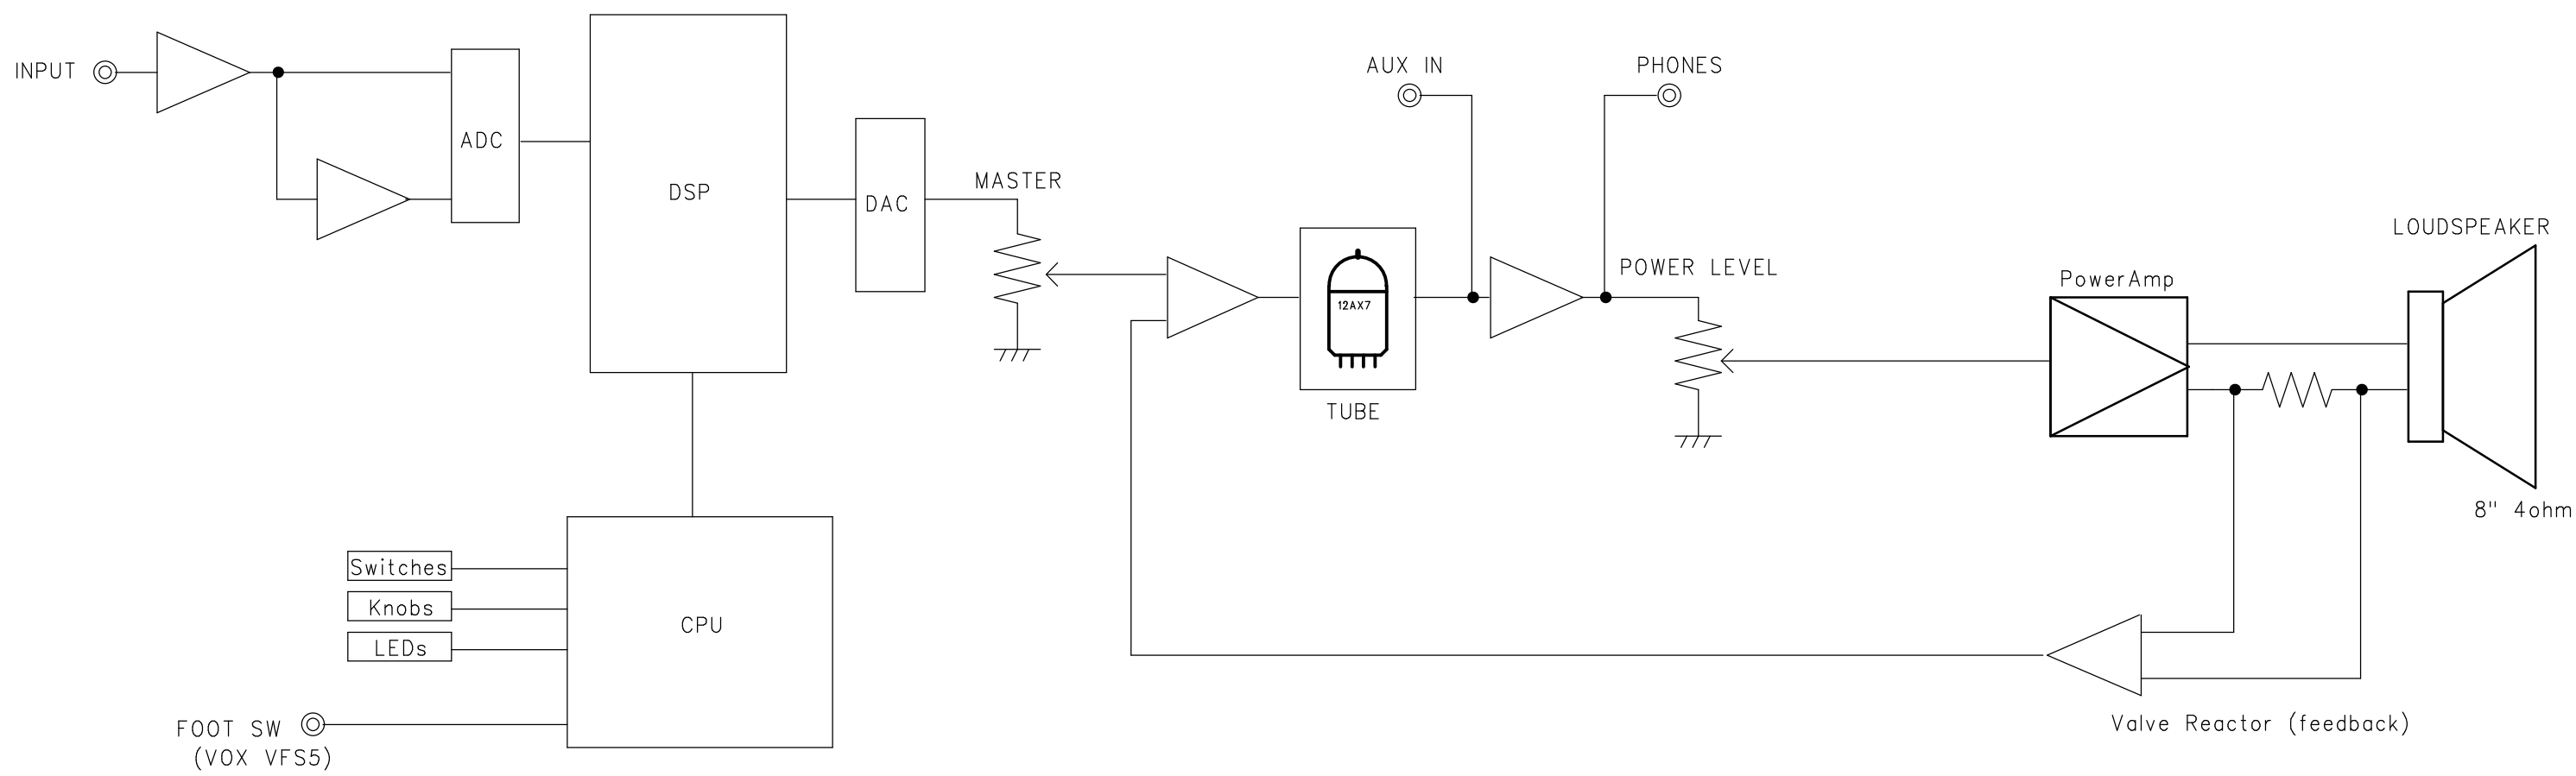 INPUT
ADC
DSP
DAC
MASTER
AUX IN
PHONES
12AX7
TUBE
POWER LEVEL
PowerAmp
LOUDSPEAKER
8" 4ohm
Switches
Knobs
LEDs
CPU
FOOT SW
(VOX VFS5)
Valve Reactor (feedback)